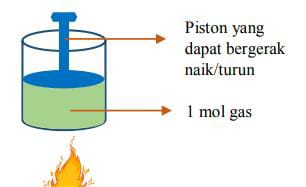 Piston yang
dapat bergerak
naik/turun
1 mol gas